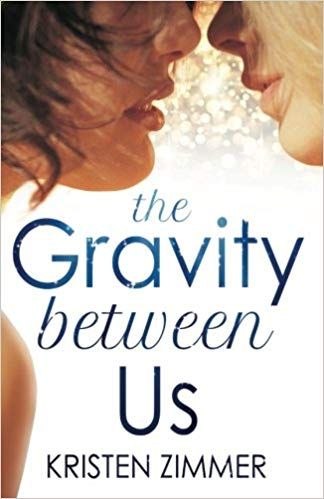 the
Gravity
between
Us
KRISTEN ZIMMER